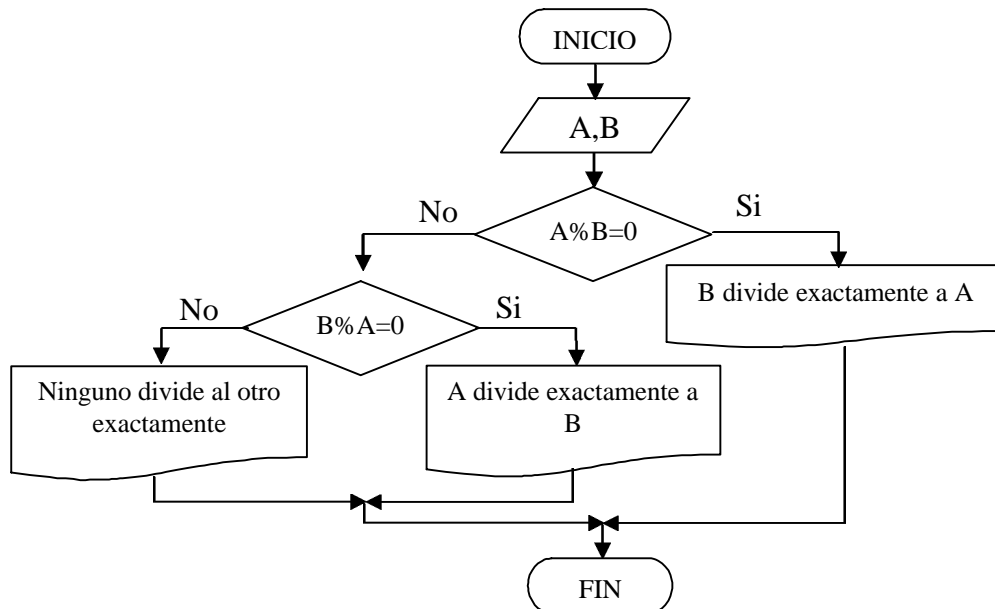 INICIO
A,B
No
Si
A%B=0
B divide exactamente a A
No
Si
B%A=0
Ninguno divide al otro
exactamente
A divide exactamente a
B
FIN